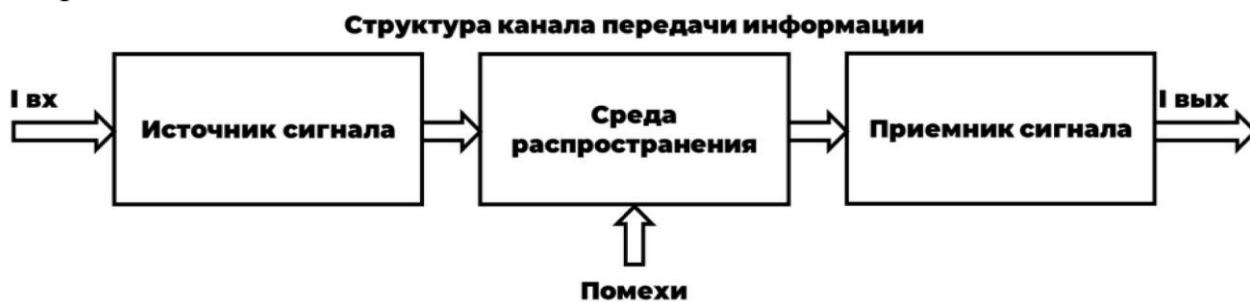 Структура канала передачи информации
I вх
Источник сигнала
Среда
распространения
Приемник сигнала
I вых
Помехи